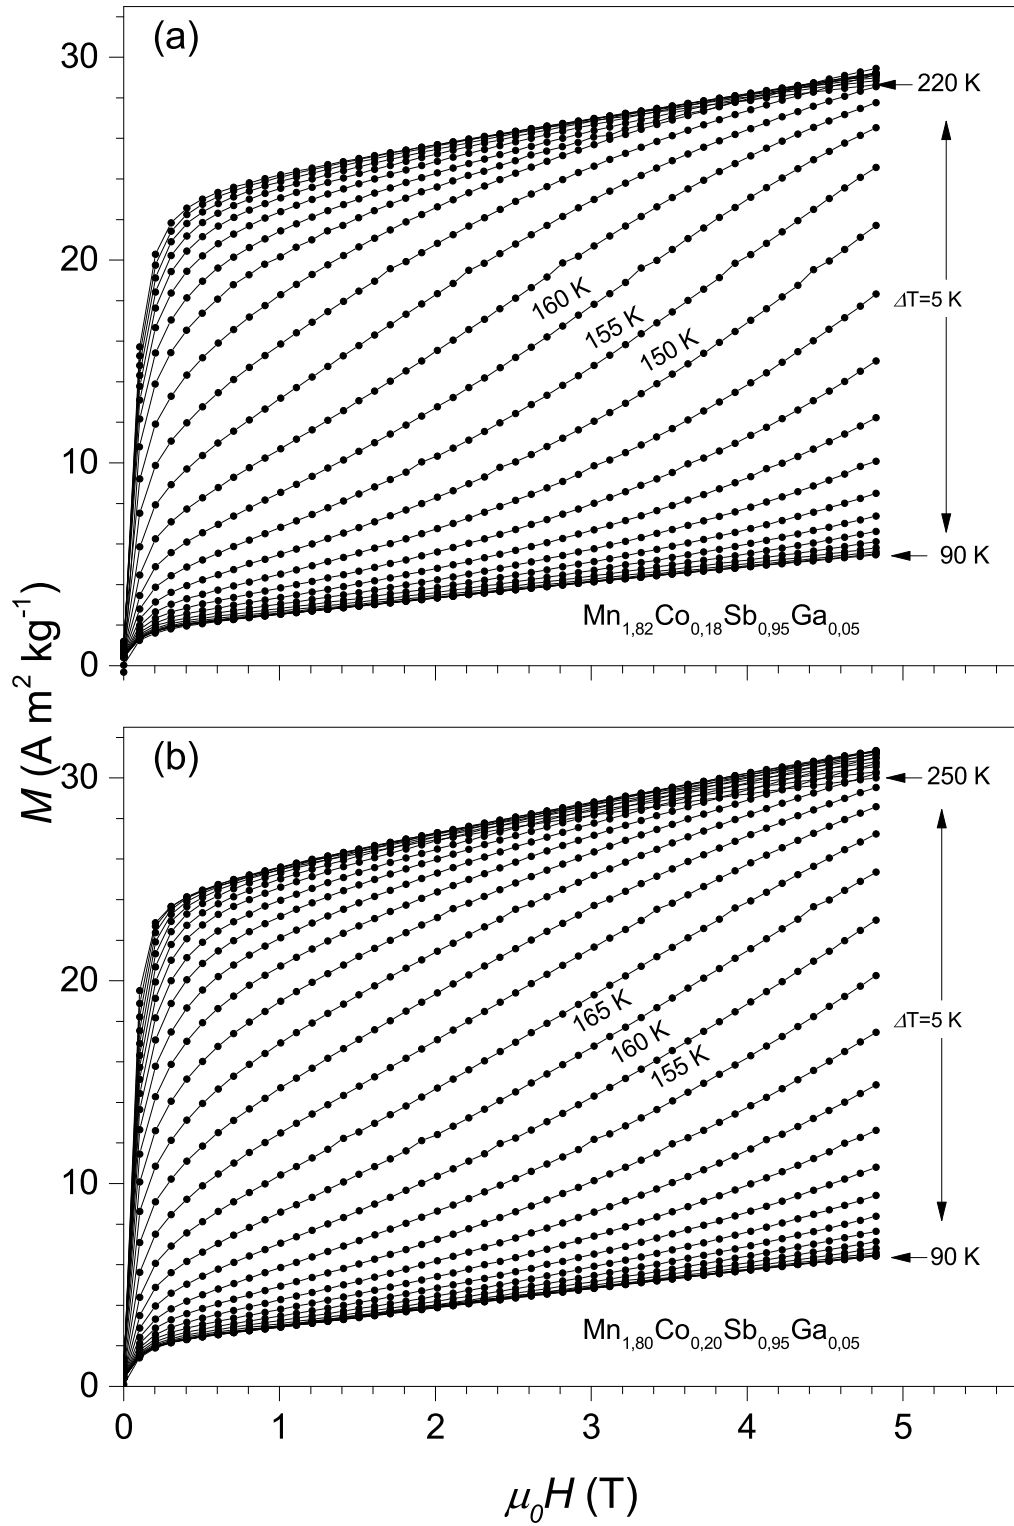 (a)
30
220 K
20
ΔT=5 K
160 K
155 K
150 K
10
90 K
Mn1,82Co0,18Sb0,95Ga0,05
0
M (A m² kg⁻¹)
(b)
30
250 K
20
ΔT=5 K
165 K
160 K
155 K
10
90 K
Mn1,80Co0,20Sb0,95Ga0,05
0
0 1 2 3 4 5
μ0H (T)